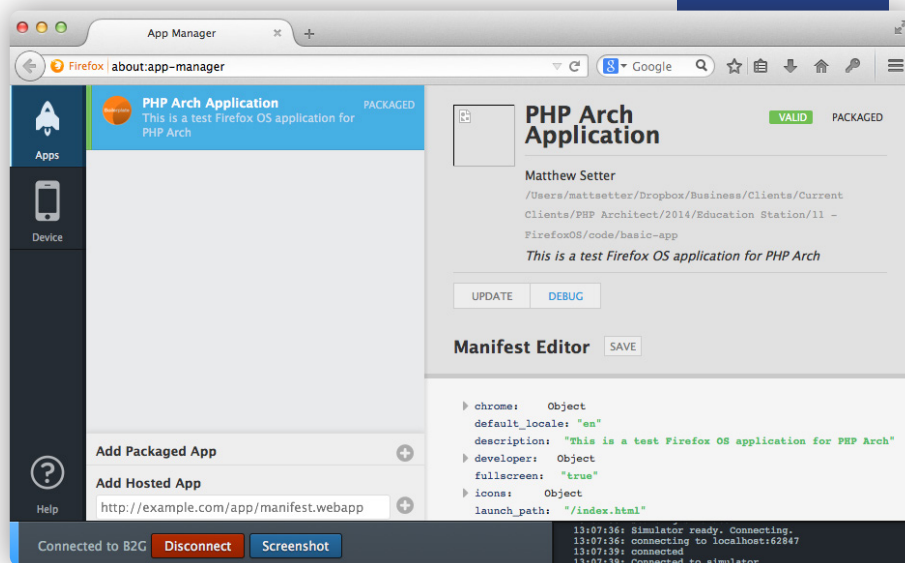 App Manager
Firefox about:app-manager
Google
Apps
PHP Arch Application PACKAGED
This is a test Firefox OS application for
PHP Arch
Device
PHP Arch
Application
VALID PACKAGED
Matthew Setter
/Users/mattsetter/Dropbox/Business/Clients/Current
Clients/PHP Architect/2014/Education Station/11 -
FirefoxOS/code/basic-app
This is a test Firefox OS application for PHP Arch
UPDATE DEBUG
Manifest Editor SAVE
chrome: Object
default_locale: "en"
description: "This is a test Firefox OS application for PHP Arch"
developer: Object
fullscreen: "true"
icons: Object
launch_path: "/index.html"
Add Packaged App
Add Hosted App
http://example.com/app/manifest.webapp
Help
Connected to B2G Disconnect Screenshot
13:07:36: Simulator ready. Connecting.
13:07:36: connecting to localhost:62847
13:07:39: connected
13:07:39: Connected to simulator